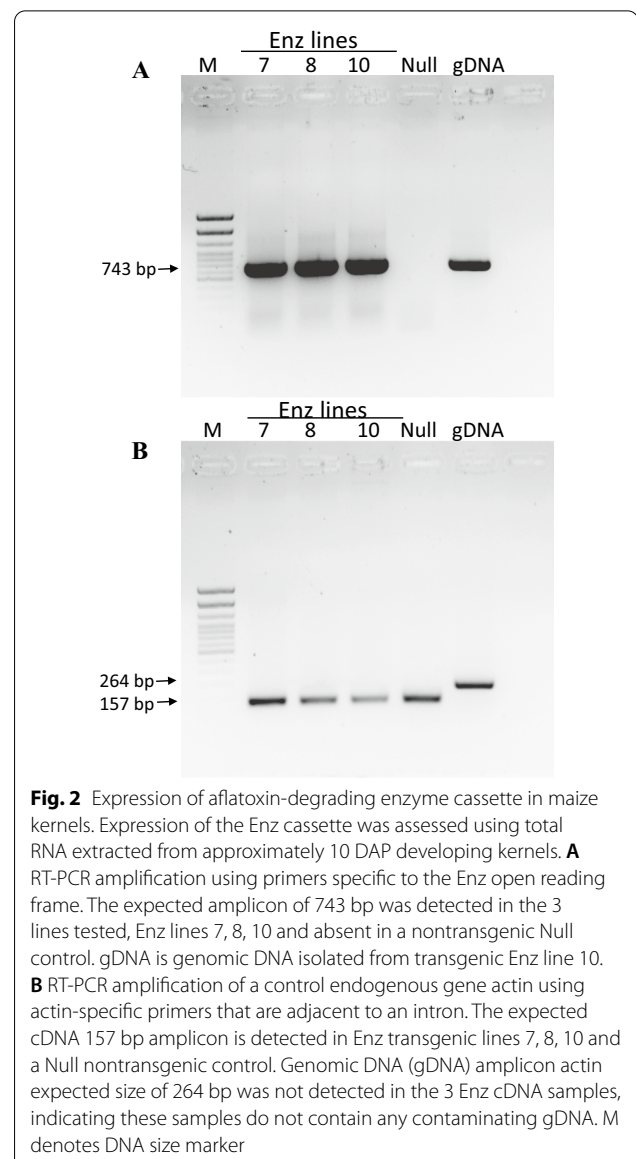 Enz lines
A M 7 8 10 Null gDNA
743 bp
Enz lines
M 7 8 10 Null gDNA
B
264 bp
157 bp
Fig. 2 Expression of aflatoxin-degrading enzyme cassette in maize
kernels. Expression of the Enz cassette was assessed using total
RNA extracted from approximately 10 DAP developing kernels. A
RT-PCR amplification using primers specific to the Enz open reading
frame. The expected amplicon of 743 bp was detected in the 3
lines tested, Enz lines 7, 8, 10 and absent in a nontransgenic Null
control. gDNA is genomic DNA isolated from transgenic Enz line 10.
B RT-PCR amplification of a control endogenous gene actin using
actin-specific primers that are adjacent to an intron. The expected
cDNA 157 bp amplicon is detected in Enz transgenic lines 7, 8, 10 and
a Null nontransgenic control. Genomic DNA (gDNA) amplicon actin
expected size of 264 bp was not detected in the 3 Enz cDNA samples,
indicating these samples do not contain any contaminating gDNA. M
denotes DNA size marker